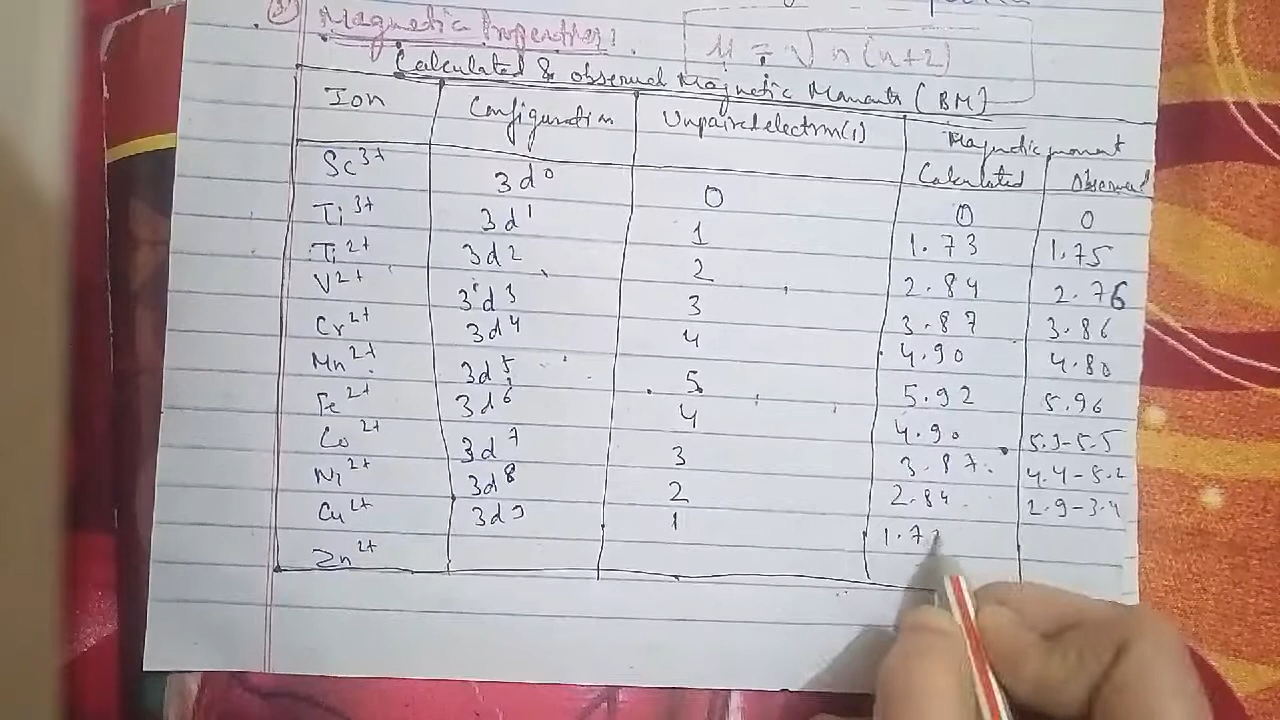 3. Magnetic Properties:
μ = √n(n+2)
Calculated & observed Magnetic Moments (BM)
Ion Configuration Unpaired electron(s) Magnetic moment
Calculated Observed
Sc3+ 3d0 0 0 0
Ti3+ 3d1 1 1.73 1.75
Ti2+ 3d2 2 2.84 2.76
V2+ 3d3 3 3.87 3.86
Cr2+ 3d4 4 4.90 4.80
Mn2+ 3d5 5 5.92 5.96
Fe2+ 3d6 4 4.90 5.3-5.5
Co2+ 3d7 3 3.87 4.4-5.2
Ni2+ 3d8 2 2.84 2.9-3.4
Cu2+ 3d9 1 1.7
Zn2+